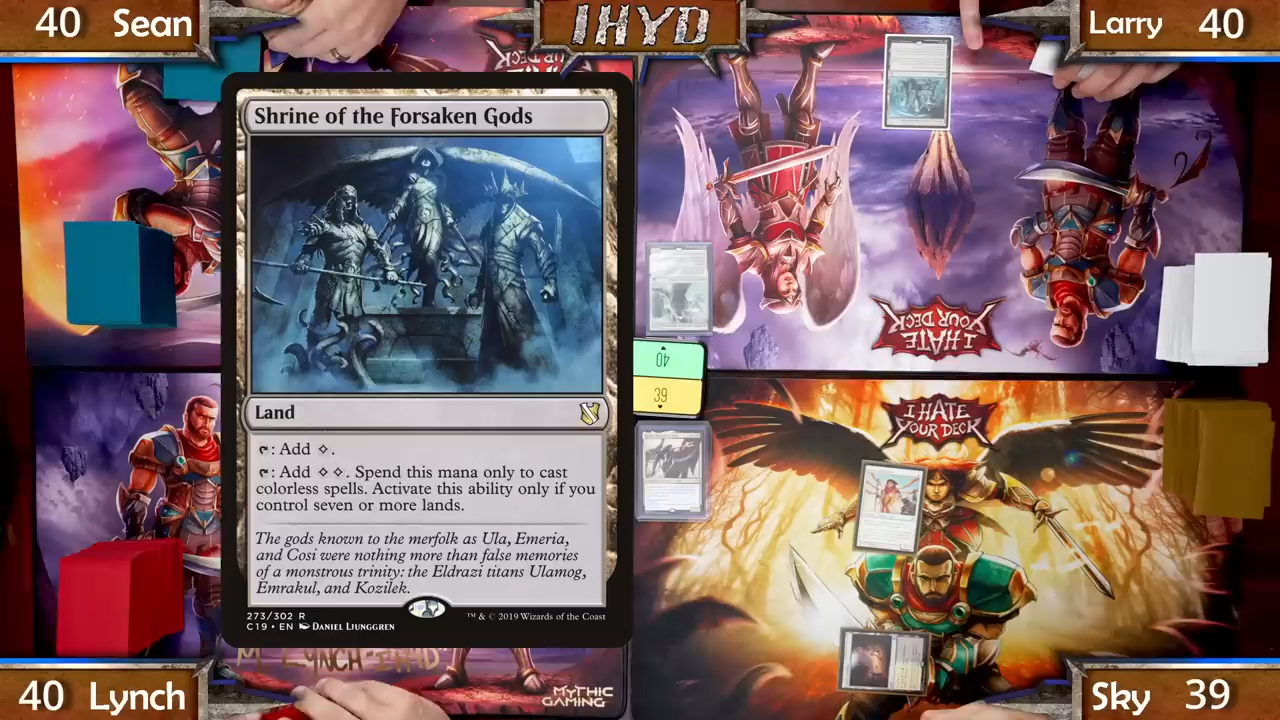 40 Sean
IHYD
Larry 40
Shrine of the Forsaken Gods
Land
: Add ◇.
: Add ◇◇. Spend this mana only to cast
colorless spells. Activate this ability only if you
control seven or more lands.
The gods known to the merfolk as Ula, Emeria,
and Cosi were nothing more than false memories
of a monstrous trinity: the Eldrazi titans Ulamog,
Emrakul, and Kozilek.
273/302 R
C19 • EN DANIEL LJUNGGREN
™ & © 2019 Wizards of the Coast
I HATE
YOUR DECK
40
39
I HATE
YOUR DECK
M. LYNCH-IHYD
MYTHIC
GAMING
40 Lynch
Sky 39